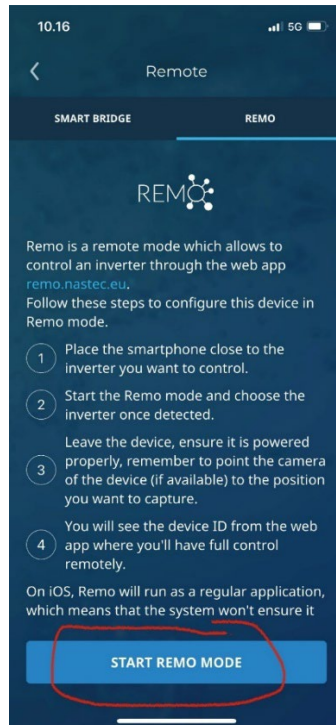 10.16
5G
Remote
SMART BRIDGE
REMO
REMO
Remo is a remote mode which allows to
control an inverter through the web app
remo.nastec.eu.
Follow these steps to configure this device in
Remo mode.
1
Place the smartphone close to the
inverter you want to control.
2
Start the Remo mode and choose the
inverter once detected.
3
Leave the device, ensure it is powered
properly, remember to point the camera
of the device (if available) to the position
you want to capture.
4
You will see the device ID from the web
app where you'll have full control
remotely.
On iOS, Remo will run as a regular application,
which means that the system won't ensure it
START REMO MODE